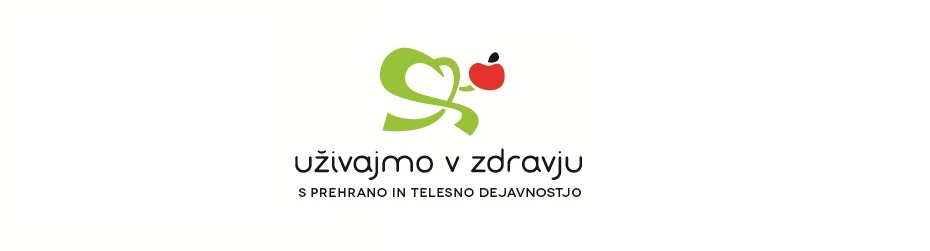 uživajmo v zdravju
S PREHRANO IN TELESNO DEJAVNOSTJO